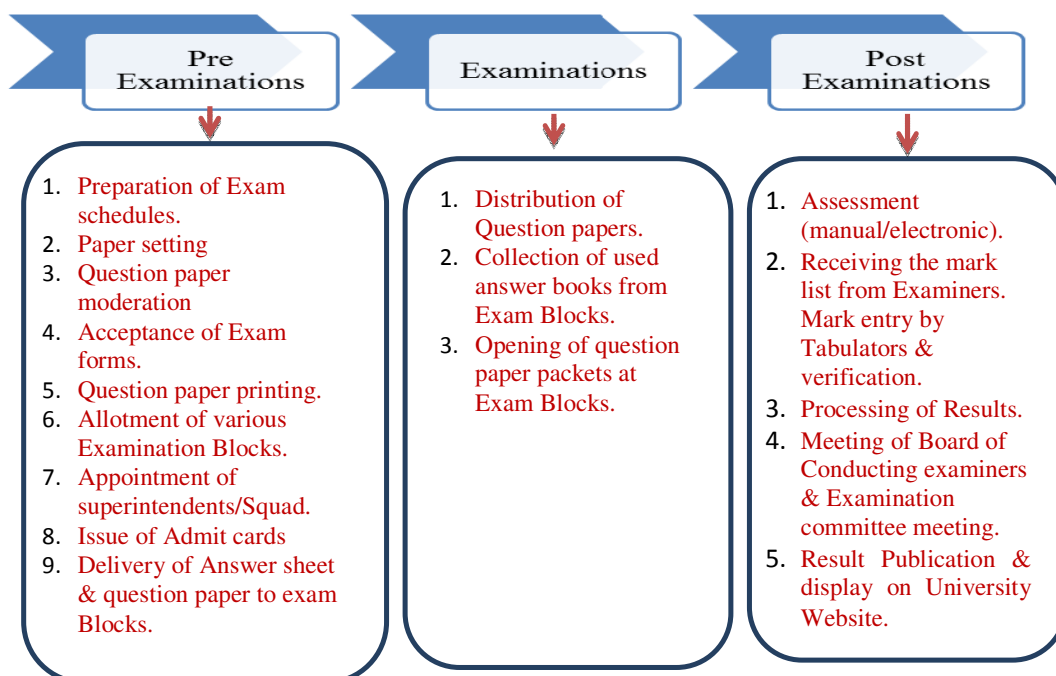 Pre
Examinations
1. Preparation of Exam
schedules.
2. Paper setting
3. Question paper
moderation
4. Acceptance of Exam
forms.
5. Question paper printing.
6. Allotment of various
Examination Blocks.
7. Appointment of
superintendents/Squad.
8. Issue of Admit cards
9. Delivery of Answer sheet
& question paper to exam
Blocks.
Examinations
1. Distribution of
Question papers.
2. Collection of used
answer books from
Exam Blocks.
3. Opening of question
paper packets at
Exam Blocks.
Post
Examinations
1. Assessment
(manual/electronic).
2. Receiving the mark
list from Examiners.
Mark entry by
Tabulators &
verification.
3. Processing of Results.
4. Meeting of Board of
Conducting examiners
& Examination
committee meeting.
5. Result Publication &
display on University
Website.